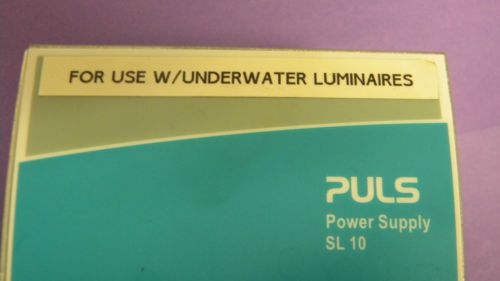 FOR USE W/UNDERWATER LUMINAIRES
PULS
Power Supply
SL 10